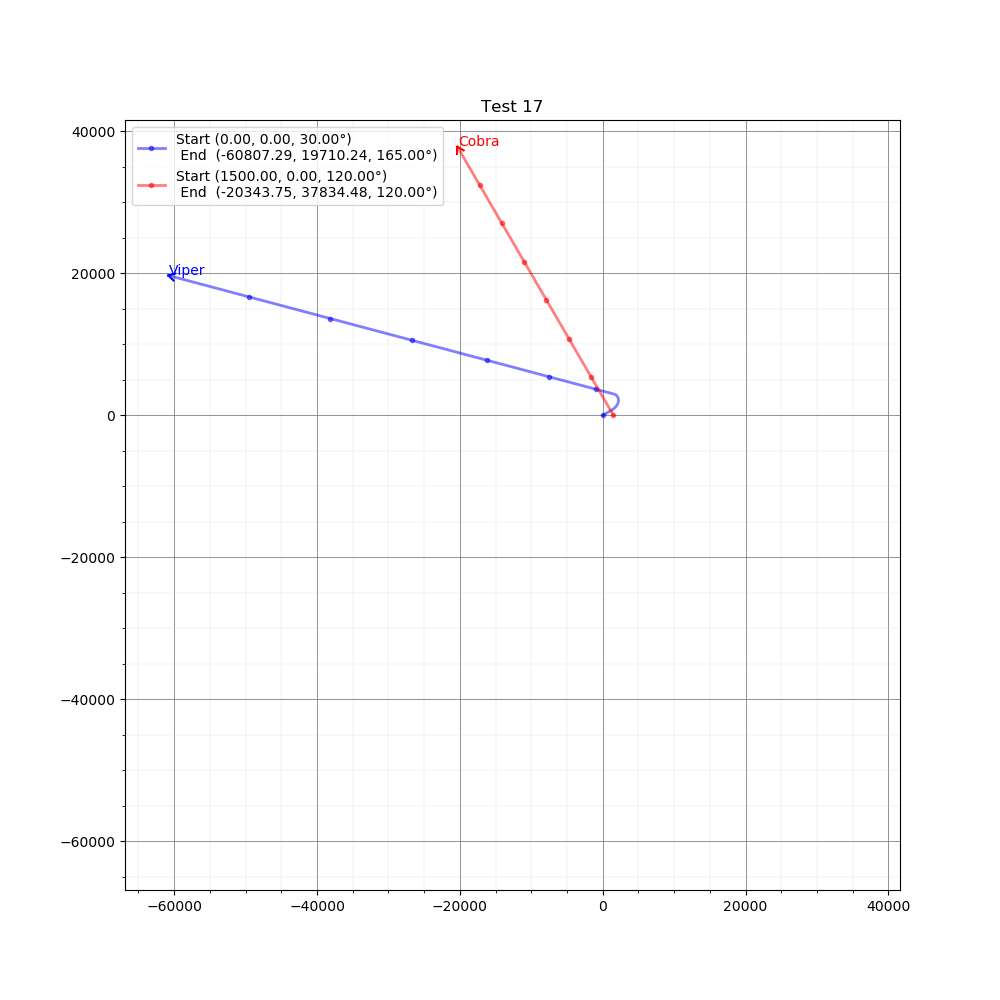 Test 17
Start (0.00, 0.00, 30.00°)
End (-60807.29, 19710.24, 165.00°)
Start (1500.00, 0.00, 120.00°)
End (-20343.75, 37834.48, 120.00°)
Cobra
Viper
40000
20000
0
−20000
−40000
−60000
−60000 −40000 −20000 0 20000 40000